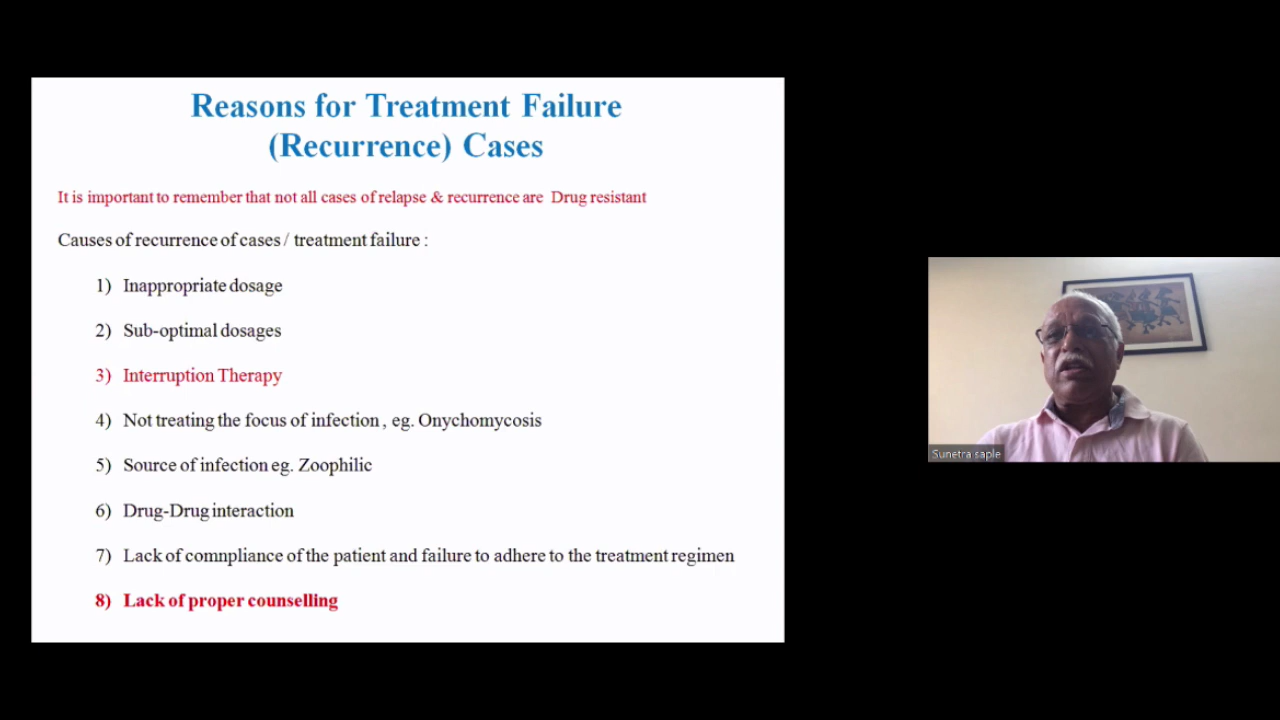 Reasons for Treatment Failure
(Recurrence) Cases
It is important to remember that not all cases of relapse & recurrence are Drug resistant
Causes of recurrence of cases / treatment failure :
1) Inappropriate dosage
2) Sub-optimal dosages
3) Interruption Therapy
4) Not treating the focus of infection , eg. Onychomycosis
5) Source of infection eg. Zoophilic
6) Drug-Drug interaction
7) Lack of comnpliance of the patient and failure to adhere to the treatment regimen
8) Lack of proper counselling
Sunetra saple